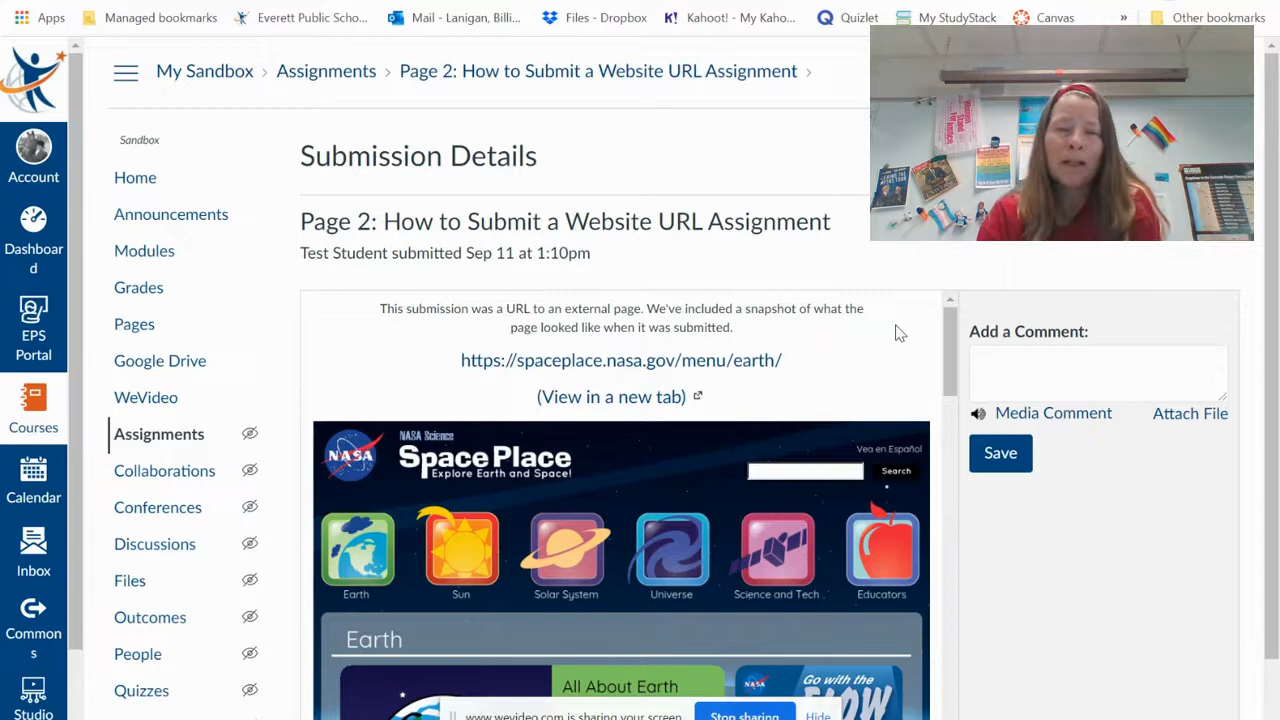 Apps
Managed bookmarks
Everett Public Scho...
Mail - Lanigan, Billi...
Files - Dropbox
Kahoot! - My Kaho...
Quizlet
My StudyStack
Canvas
»
Other bookmarks
My Sandbox > Assignments > Page 2: How to Submit a Website URL Assignment >
Account
Dashboar
d
EPS
Portal
Courses
Calendar
Inbox
Common
s
Studio
Sandbox
Home
Announcements
Modules
Grades
Pages
Google Drive
WeVideo
Assignments
Collaborations
Conferences
Discussions
Files
Outcomes
People
Quizzes
Submission Details
Page 2: How to Submit a Website URL Assignment
Test Student submitted Sep 11 at 1:10pm
This submission was a URL to an external page. We've included a snapshot of what the
page looked like when it was submitted.
https://spaceplace.nasa.gov/menu/earth/
(View in a new tab)
NASA
NASA Science
Space Place
Explore Earth and Space!
Vea en Español
Search
Earth
Sun
Solar System
Universe
Science and Tech
Educators
Earth
All About Earth
NASA
Go with the
FLOW
Add a Comment:
Media Comment
Attach File
Save
www.wevideo.com is sharing your screen.
Stop sharing
Hide